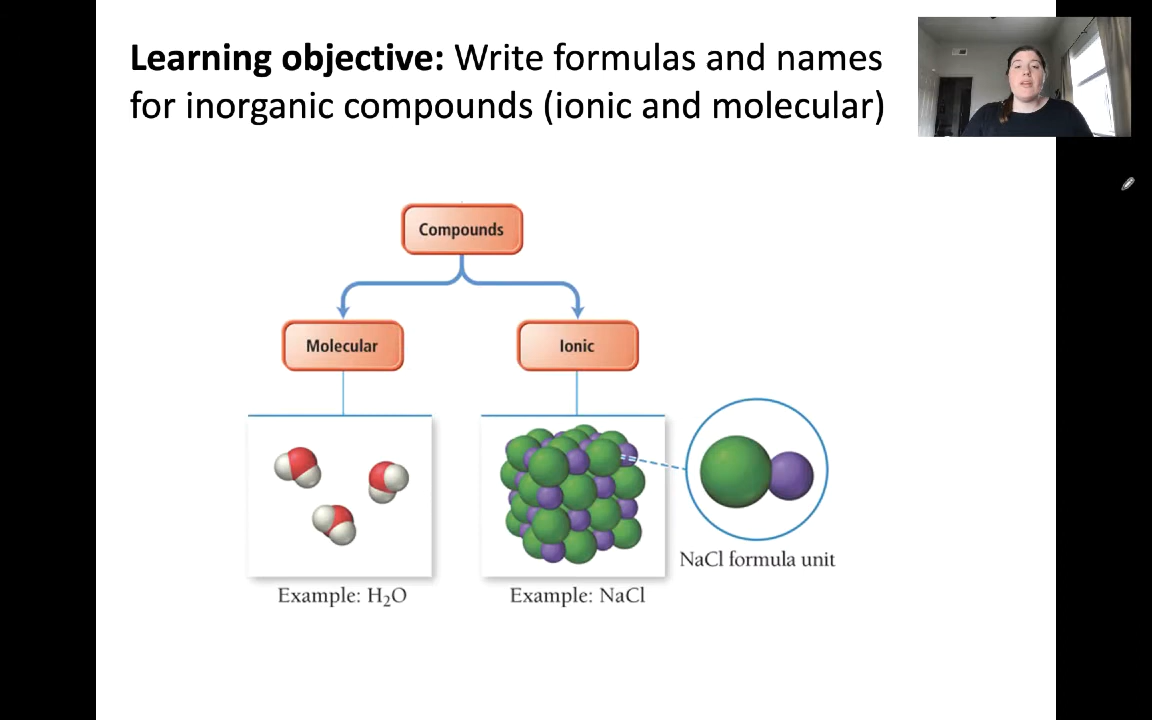 Learning objective: Write formulas and names
for inorganic compounds (ionic and molecular)
Compounds
Molecular
Ionic
NaCl formula unit
Example: H₂O
Example: NaCl